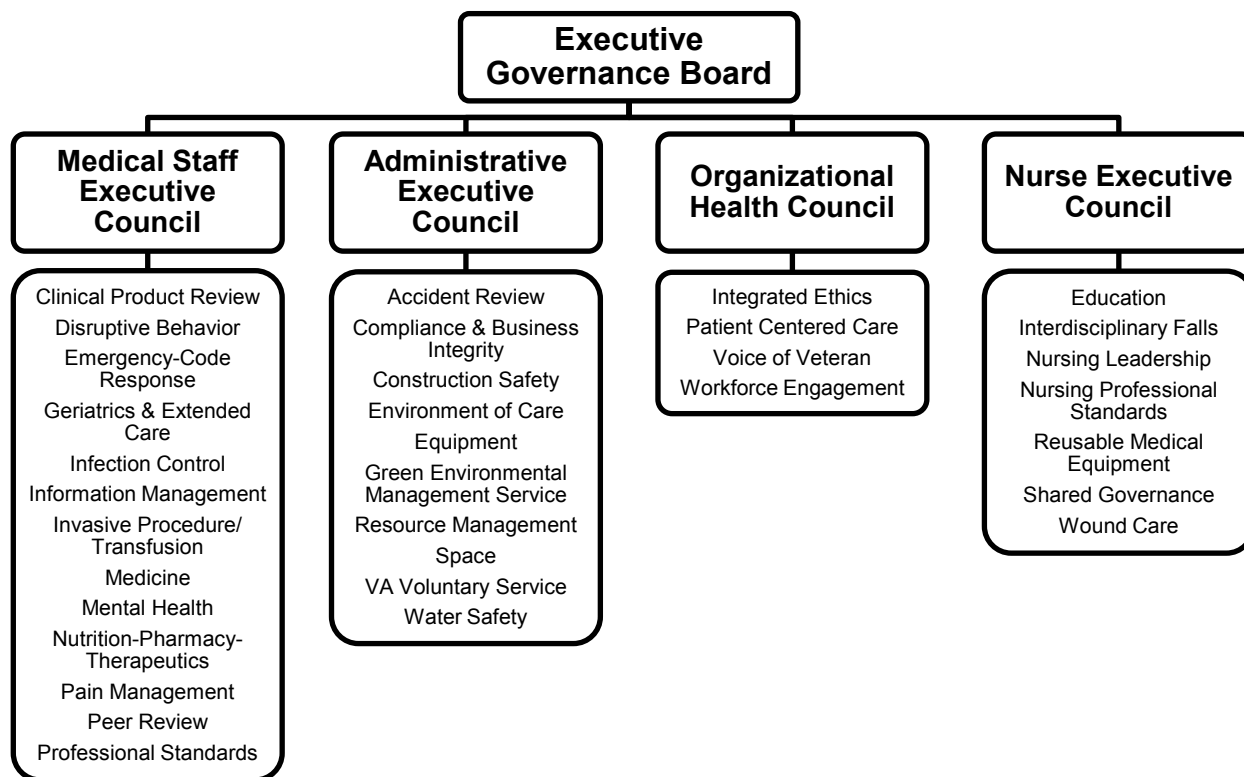 Executive
Governance Board
Medical Staff
Executive
Council
Administrative
Executive
Council
Organizational
Health Council
Nurse Executive
Council
Clinical Product Review
Disruptive Behavior
Emergency-Code
Response
Geriatrics & Extended
Care
Infection Control
Information Management
Invasive Procedure/
Transfusion
Medicine
Mental Health
Nutrition-Pharmacy-
Therapeutics
Pain Management
Peer Review
Professional Standards
Accident Review
Compliance & Business
Integrity
Construction Safety
Environment of Care
Equipment
Green Environmental
Management Service
Resource Management
Space
VA Voluntary Service
Water Safety
Integrated Ethics
Patient Centered Care
Voice of Veteran
Workforce Engagement
Education
Interdisciplinary Falls
Nursing Leadership
Nursing Professional
Standards
Reusable Medical
Equipment
Shared Governance
Wound Care